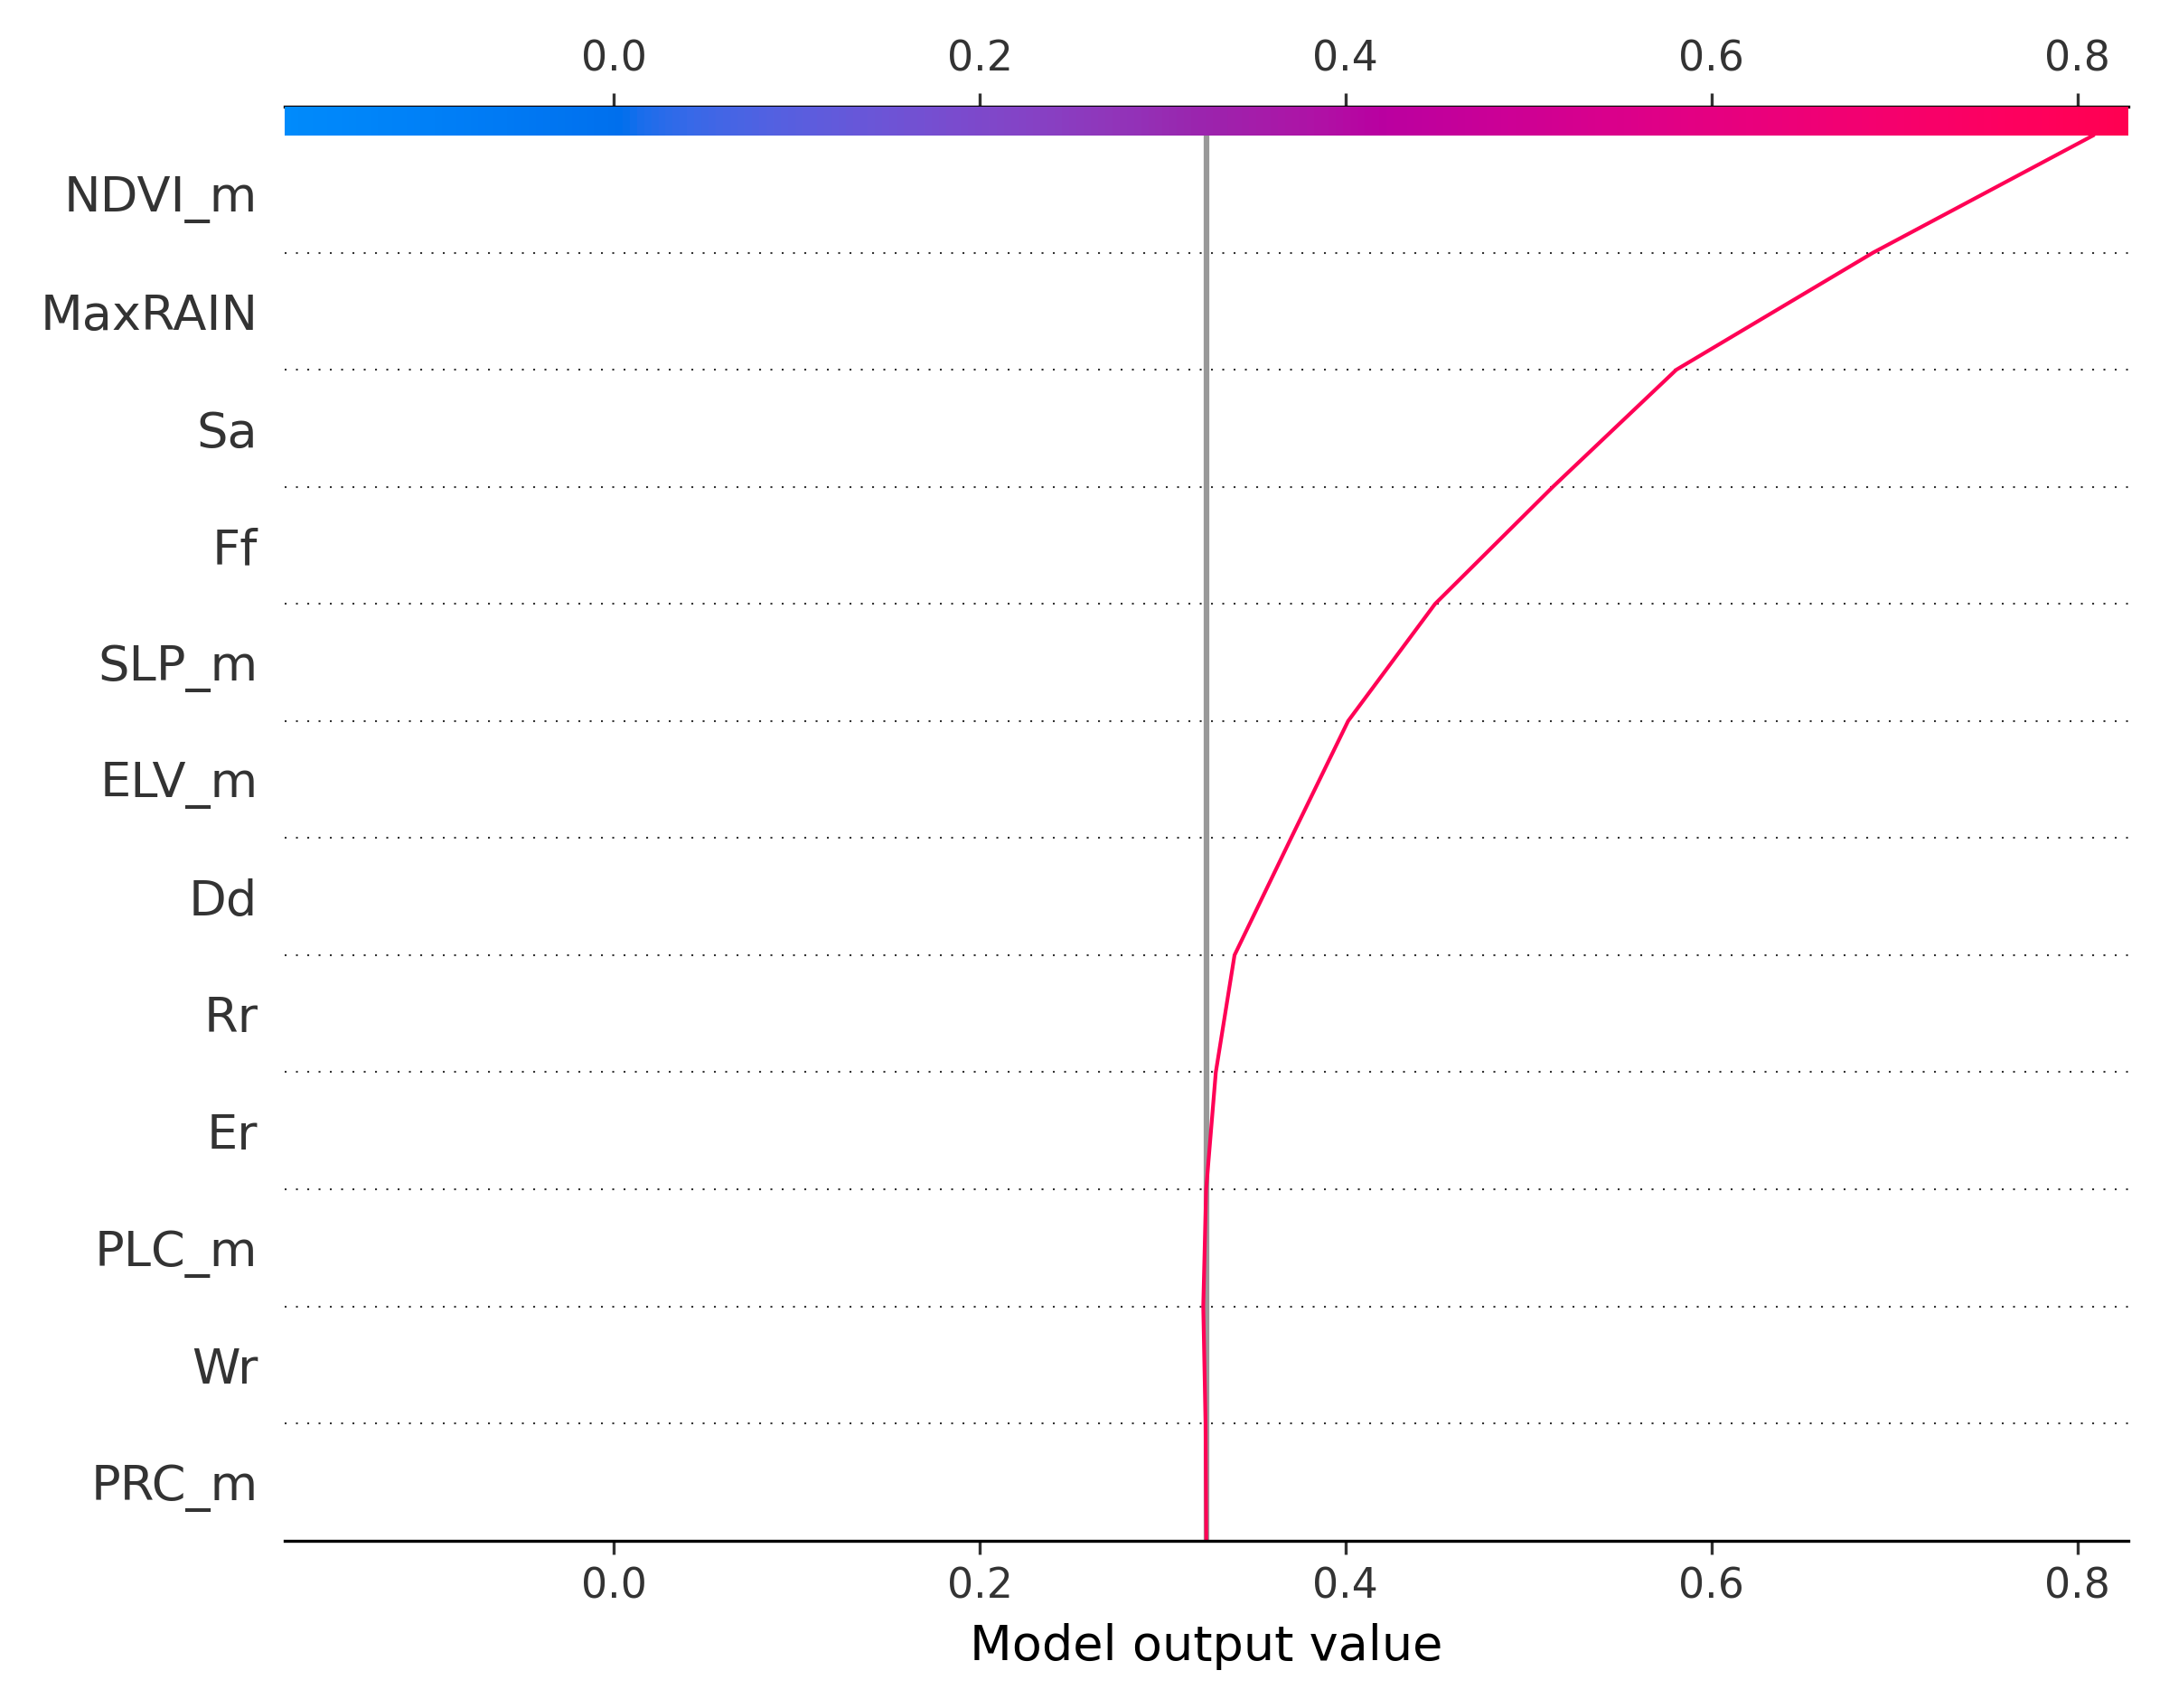 0.0 0.2 0.4 0.6 0.8
NDVI_m
MaxRAIN
Sa
Ff
SLP_m
ELV_m
Dd
Rr
Er
PLC_m
Wr
PRC_m
0.0 0.2 0.4 0.6 0.8
Model output value